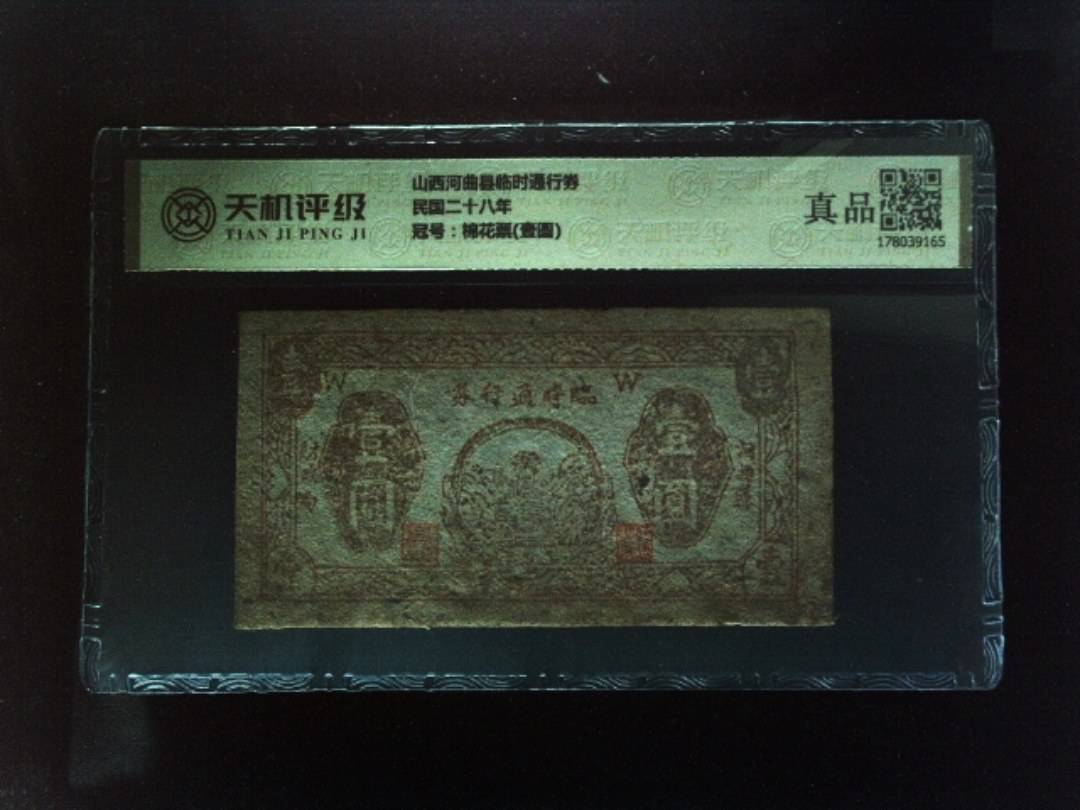 天机评级
TIAN JI PING JI
山西河曲县临时通行券
民国二十八年
冠号：棉花票(壹圆)
真品
178039165
壹
W
臨時通行券
W
壹
壹圓
壹圓